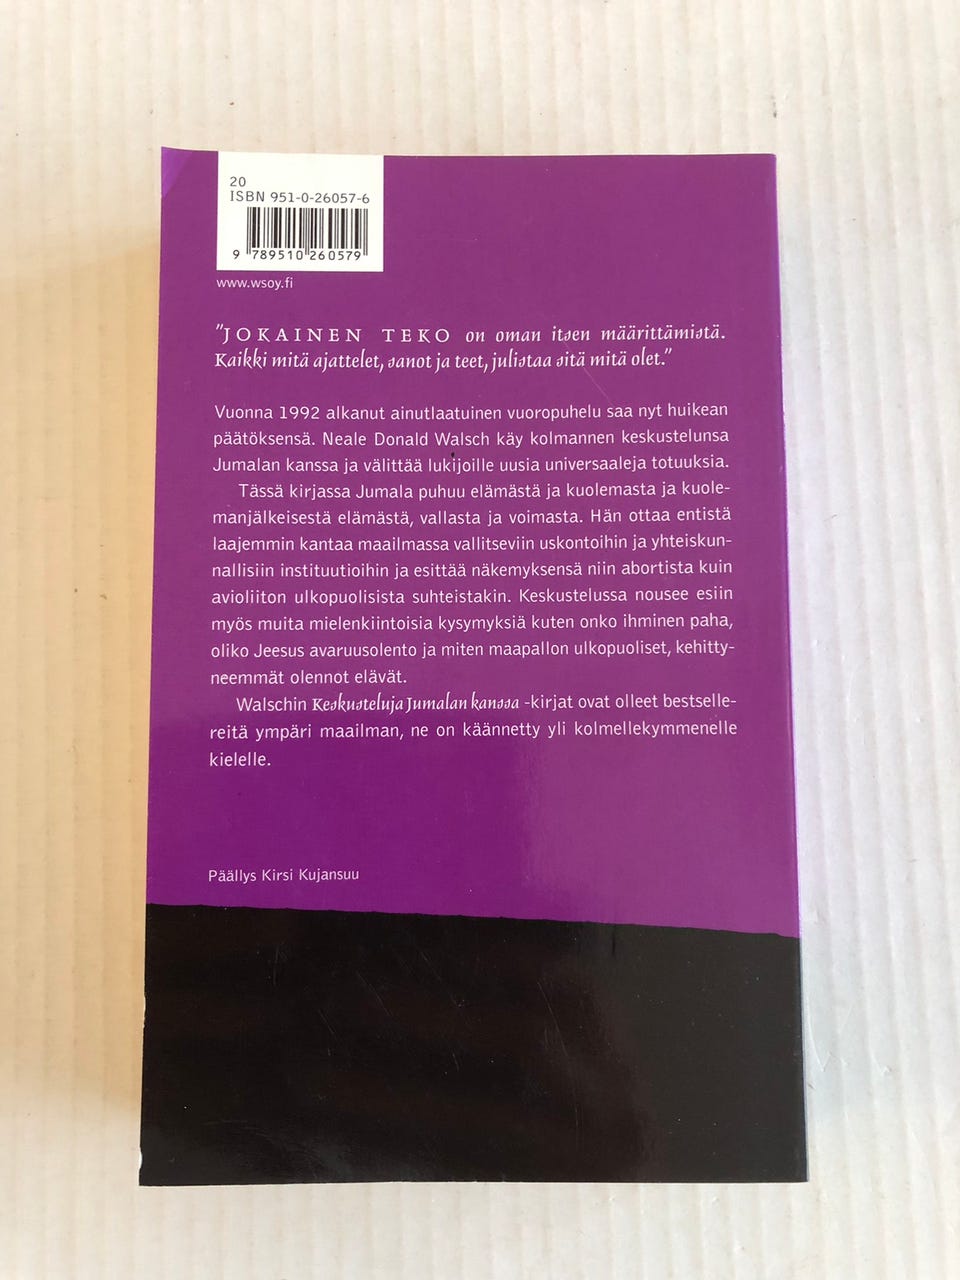 20
ISBN 951-0-26057-6
9 789510 260579
www.wsoy.fi
"JOKAINEN TEKO on oman itsen määrittämistä.
Kaikki mitä ajattelet, sanot ja teet, julistaa sitä mitä olet."
Vuonna 1992 alkanut ainutlaatuinen vuoropuhelu saa nyt huikean
päätöksensä. Neale Donald Walsch käy kolmannen keskustelunsa
Jumalan kanssa ja välittää lukijoille uusia universaaleja totuuksia.
Tässä kirjassa Jumala puhuu elämästä ja kuolemasta ja kuole-
manjälkeisestä elämästä, vallasta ja voimasta. Hän ottaa entistä
laajemmin kantaa maailmassa vallitseviin uskontoihin ja yhteiskun-
nallisiin instituutioihin ja esittää näkemyksensä niin abortista kuin
avioliiton ulkopuolisista suhteistakin. Keskustelussa nousee esiin
myös muita mielenkiintoisia kysymyksiä kuten onko ihminen paha,
oliko Jeesus avaruusolento ja miten maapallon ulkopuoliset, kehitty-
neemmät olennot elävät.
Walschin Keskusteluja Jumalan kanssa -kirjat ovat olleet bestselle-
reitä ympäri maailman, ne on käännetty yli kolmellekymmenelle
kielelle.
Päällys Kirsi Kujansuu